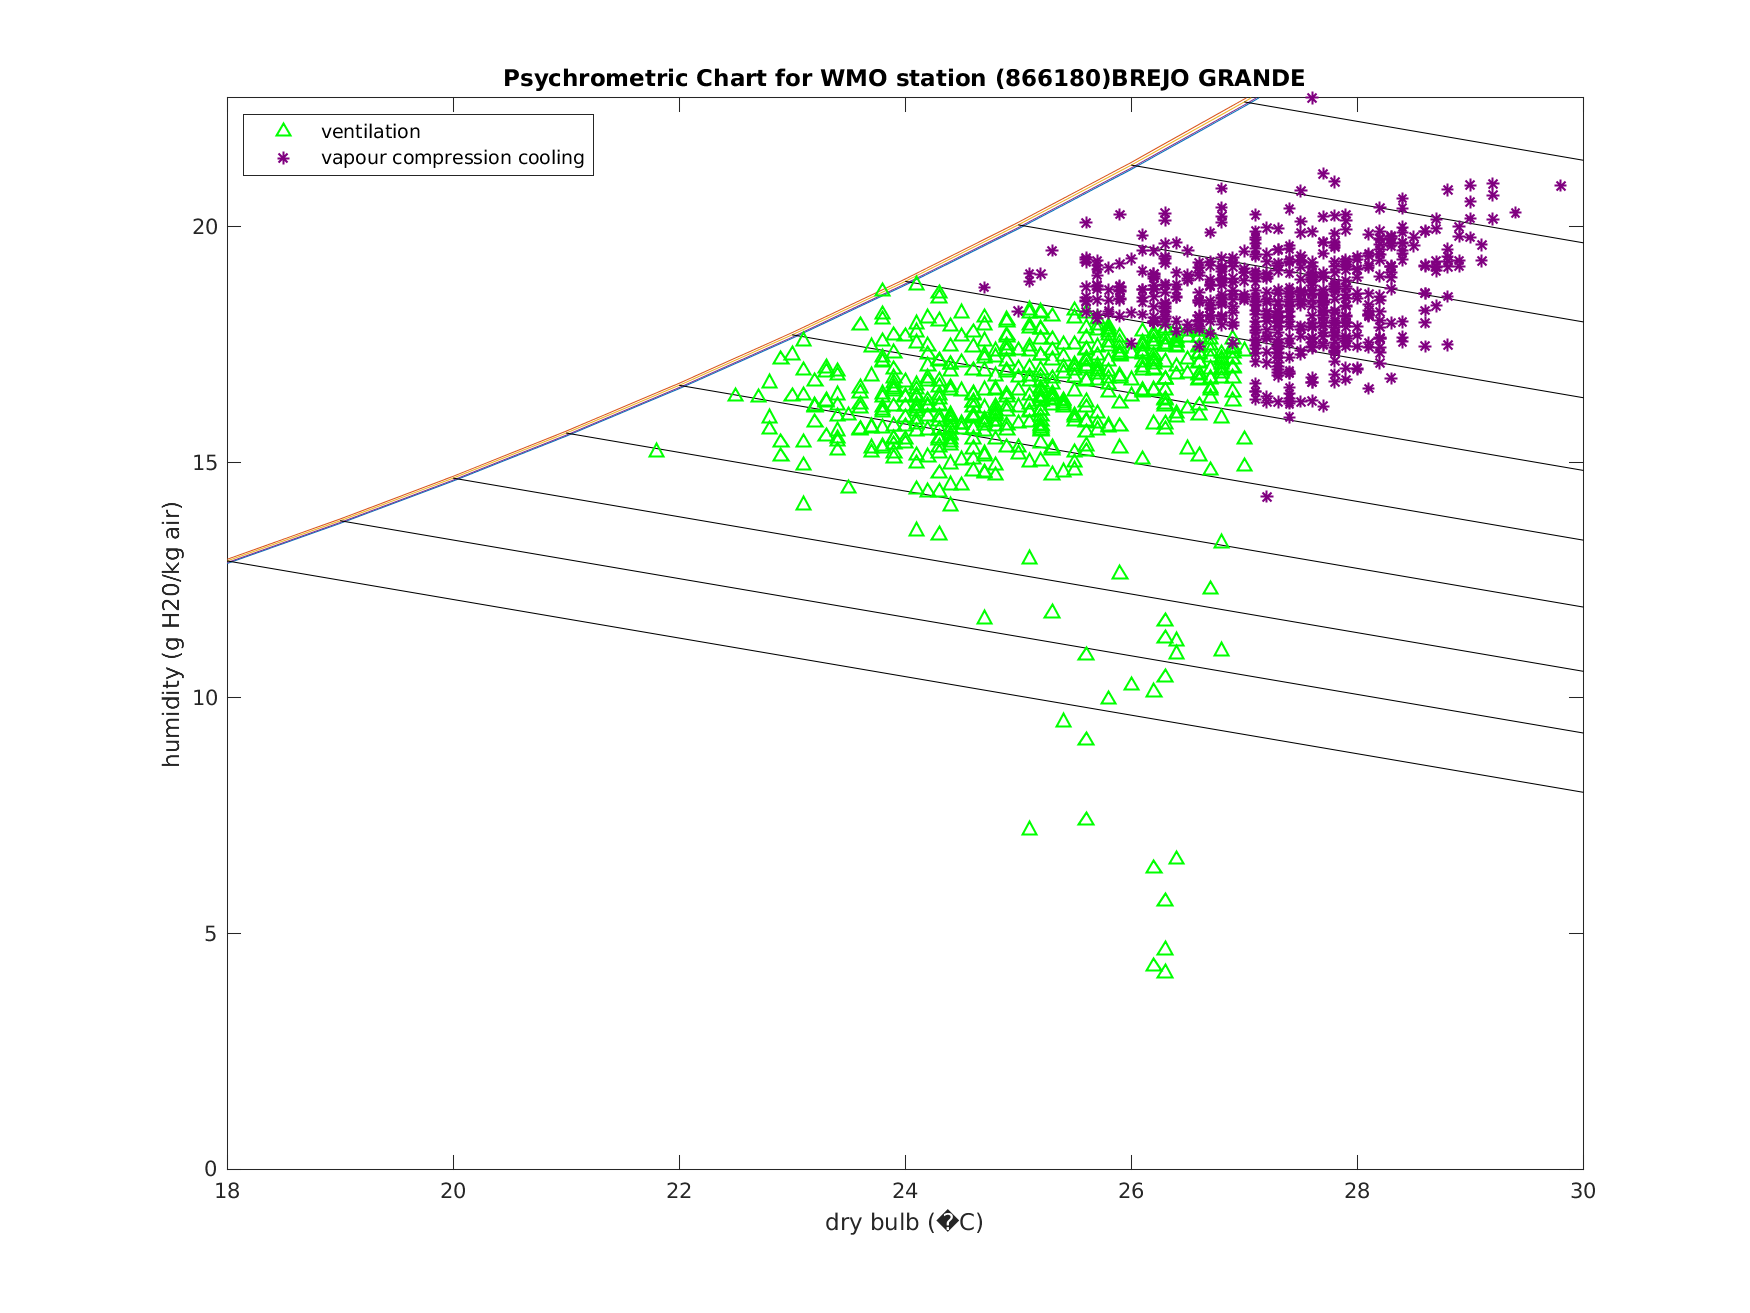 Psychrometric Chart for WMO station (866180)BREJO GRANDE
ventilation
vapour compression cooling
humidity (g H20/kg air)
20
15
10
5
0
18 20 22 24 26 28 30
dry bulb (�C)